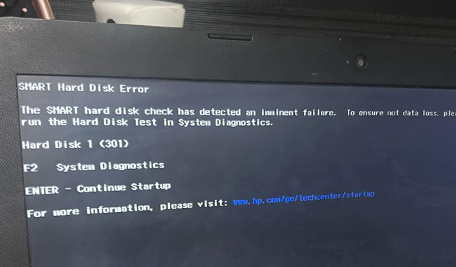 SMART Hard Disk Error
The SMART hard disk check has detected an imminent failure. To ensure not data loss,
run the Hard Disk Test in System Diagnostics.
Hard Disk 1 (301)
F2 System Diagnostics
ENTER - Continue Startup
For more information, please visit: www.hp.com/go/techcenter/startup